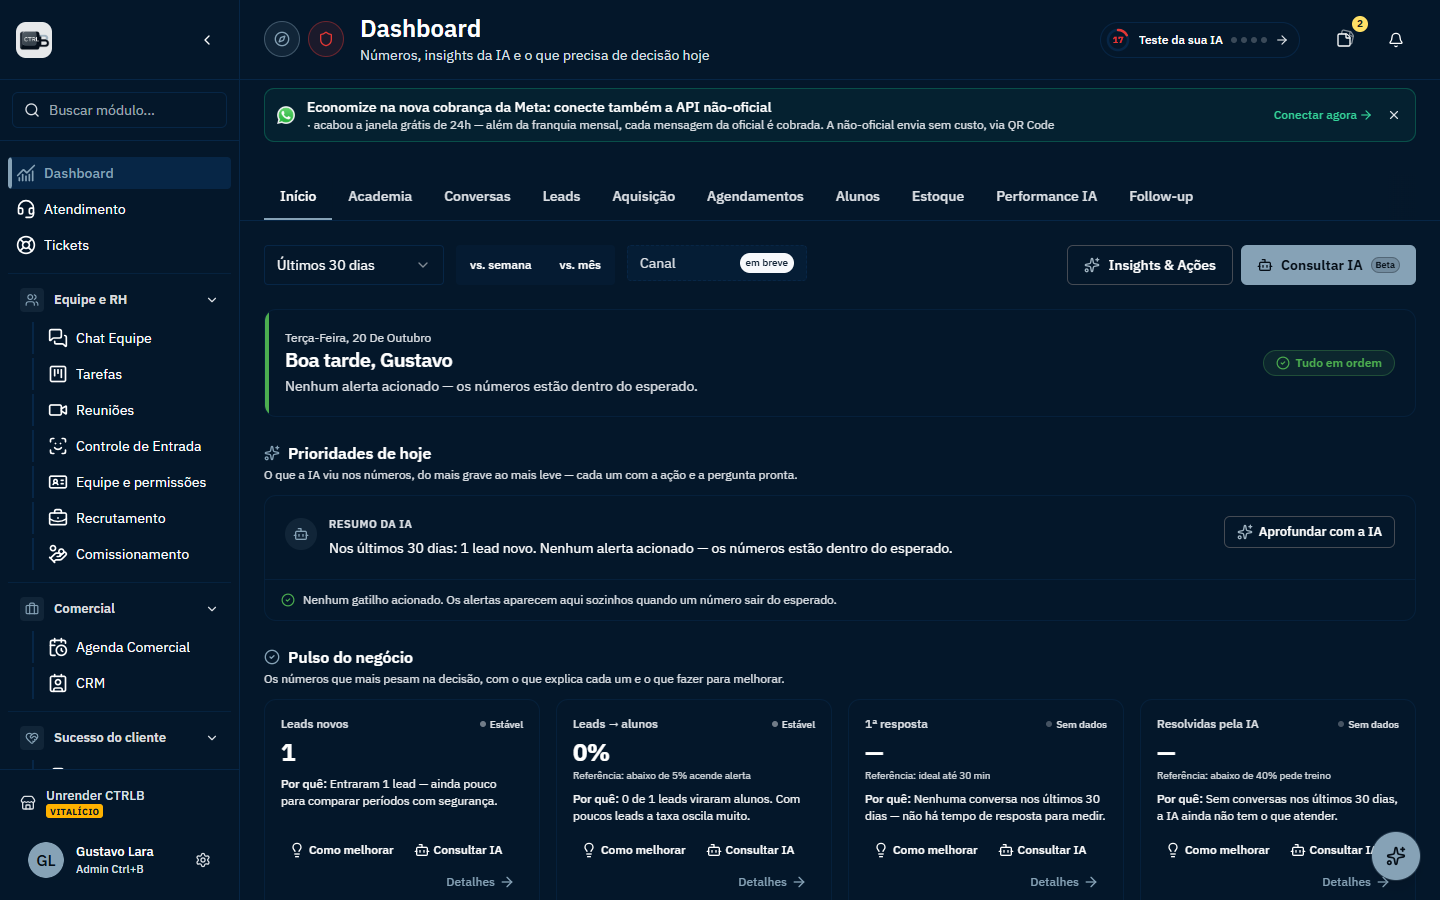 CTRL B
Buscar módulo...
Dashboard
Atendimento
Tickets
Equipe e RH
Chat Equipe
Tarefas
Reuniões
Controle de Entrada
Equipe e permissões
Recrutamento
Comissionamento
Comercial
Agenda Comercial
CRM
Sucesso do cliente
Unrender CTRLB
VITALÍCIO
GL
Gustavo Lara
Admin Ctrl+B
Dashboard
Números, insights da IA e o que precisa de decisão hoje
17
Teste da sua IA
2
Economize na nova cobrança da Meta: conecte também a API não-oficial
· acabou a janela grátis de 24h — além da franquia mensal, cada mensagem da oficial é cobrada. A não-oficial envia sem custo, via QR Code
Conectar agora →
Início Academia Conversas Leads Aquisição Agendamentos Alunos Estoque Performance IA Follow-up
Últimos 30 dias
vs. semana vs. mês
Canal em breve
Insights & Ações
Consultar IA Beta
Terça-Feira, 20 De Outubro
Boa tarde, Gustavo
Nenhum alerta acionado — os números estão dentro do esperado.
Tudo em ordem
Prioridades de hoje
O que a IA viu nos números, do mais grave ao mais leve — cada um com a ação e a pergunta pronta.
RESUMO DA IA
Nos últimos 30 dias: 1 lead novo. Nenhum alerta acionado — os números estão dentro do esperado.
Aprofundar com a IA
Nenhum gatilho acionado. Os alertas aparecem aqui sozinhos quando um número sair do esperado.
Pulso do negócio
Os números que mais pesam na decisão, com o que explica cada um e o que fazer para melhorar.
Leads novos Estável
1
Por quê: Entraram 1 lead — ainda pouco
para comparar períodos com segurança.
Como melhorar Consultar IA
Detalhes →
Leads → alunos Estável
0%
Referência: abaixo de 5% acende alerta
Por quê: 0 de 1 leads viraram alunos. Com
poucos leads a taxa oscila muito.
Como melhorar Consultar IA
Detalhes →
1ª resposta Sem dados
—
Referência: ideal até 30 min
Por quê: Nenhuma conversa nos últimos 30
dias — não há tempo de resposta para medir.
Como melhorar Consultar IA
Detalhes →
Resolvidas pela IA Sem dados
—
Referência: abaixo de 40% pede treino
Por quê: Sem conversas nos últimos 30 dias,
a IA ainda não tem o que atender.
Como melhorar Consultar IA
Detalhes →